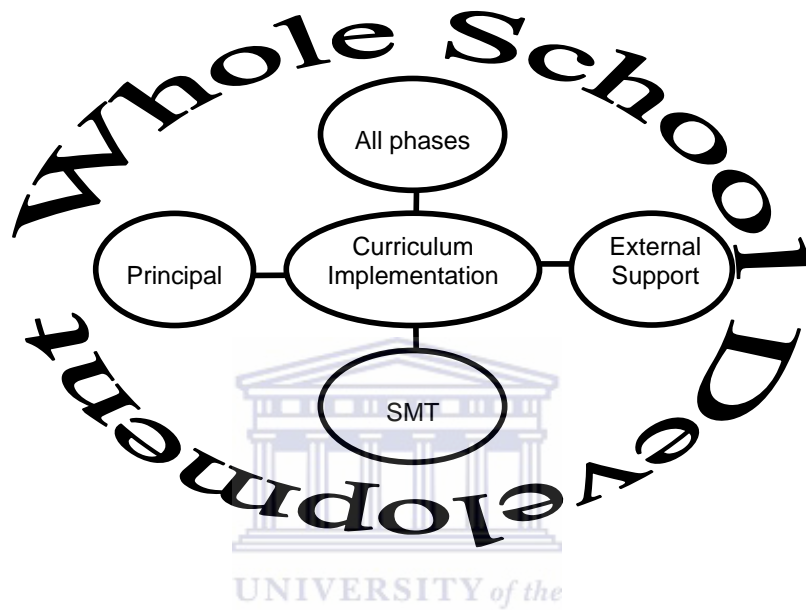 Whole School Development
All phases
Principal
Curriculum
Implementation
External
Support
SMT
UNIVERSITY of the